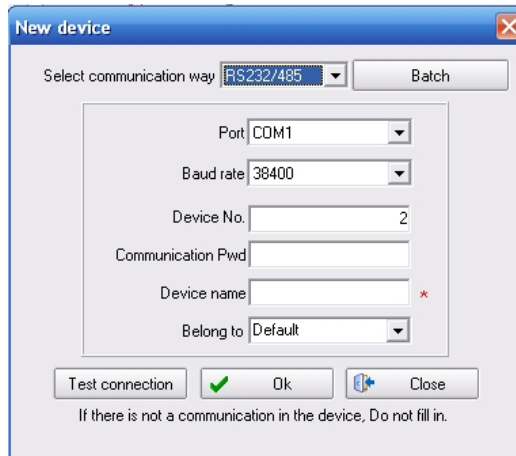 New device
Select communication way RS232/485 Batch
Port COM1
Baud rate 38400
Device No. 2
Communication Pwd
Device name *
Belong to Default
Test connection Ok Close
If there is not a communication in the device, Do not fill in.